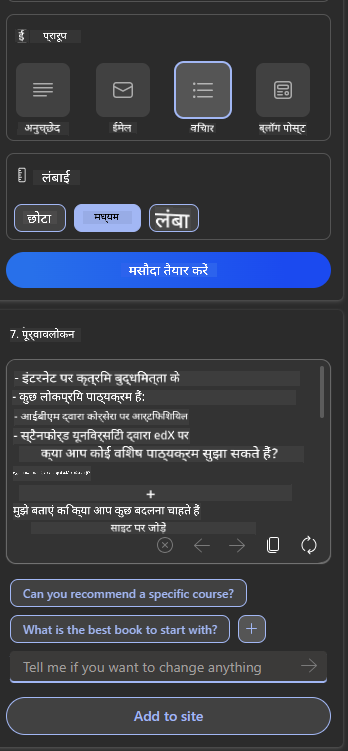 प्रारूप
अनुच्छेद
ईमेल
विचार
ब्लॉग पोस्ट
लंबाई
छोटा
मध्यम
लंबा
मसौदा तैयार करें
7. पूर्वावलोकन
- इंटरनेट पर कृत्रिम बुद्धिमत्ता के
- कुछ लोकप्रिय पाठ्यक्रम हैं:
- आईबीएम द्वारा कोर्सेरा पर आर्टिफिशियल
- स्टैनफोर्ड यूनिवर्सिटी द्वारा edX पर
क्या आप कोई विशेष पाठ्यक्रम सुझा सकते हैं?
+
मुझे बताएं कि क्या आप कुछ बदलना चाहते हैं
साइट पर जोड़ें
Can you recommend a specific course?
What is the best book to start with?
+
Tell me if you want to change anything
Add to site